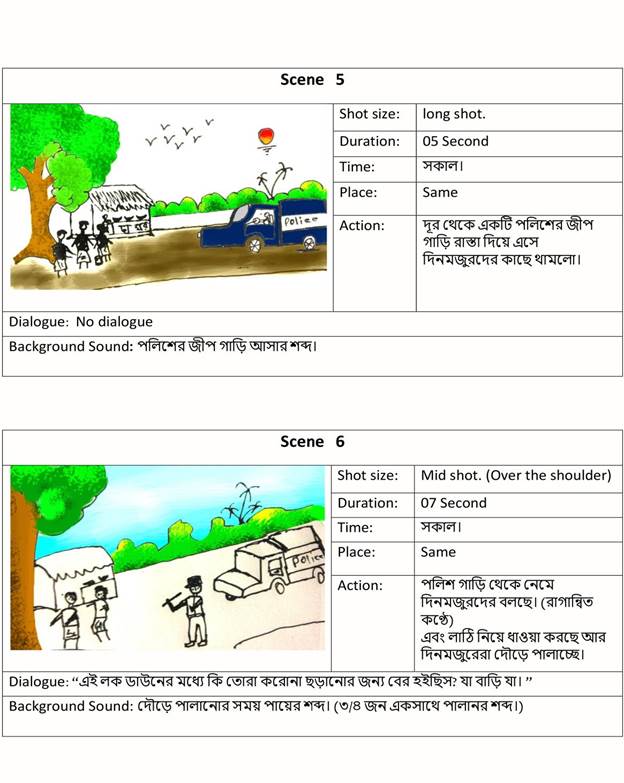 Scene 5
Police
Shot size: long shot.
Duration: 05 Second
Time: সকাল।
Place: Same
Action: দূর থেকে একটি পলিশের জীপ
গাড়ি রাস্তা দিয়ে এসে
দিনমজুরদের কাছে থামলো।
Dialogue: No dialogue
Background Sound: পলিশের জীপ গাড়ি আসার শব্দ।
Scene 6
Police
Shot size: Mid shot. (Over the shoulder)
Duration: 07 Second
Time: সকাল।
Place: Same
Action: পলিশ গাড়ি থেকে নেমে
দিনমজুরদের বলছে। (রাগান্বিত
কণ্ঠে)
এবং লাঠি নিয়ে ধাওয়া করছে আর
দিনমজুরেরা দৌড়ে পালাচ্ছে।
Dialogue: “এই লক ডাউনের মধ্যে কি তোরা করোনা ছড়ানোর জন্য বের হইছিস? যা বাড়ি যা। ”
Background Sound: দৌড়ে পালানোর সময় পায়ের শব্দ। (৩/৪ জন একসাথে পালানর শব্দ।)